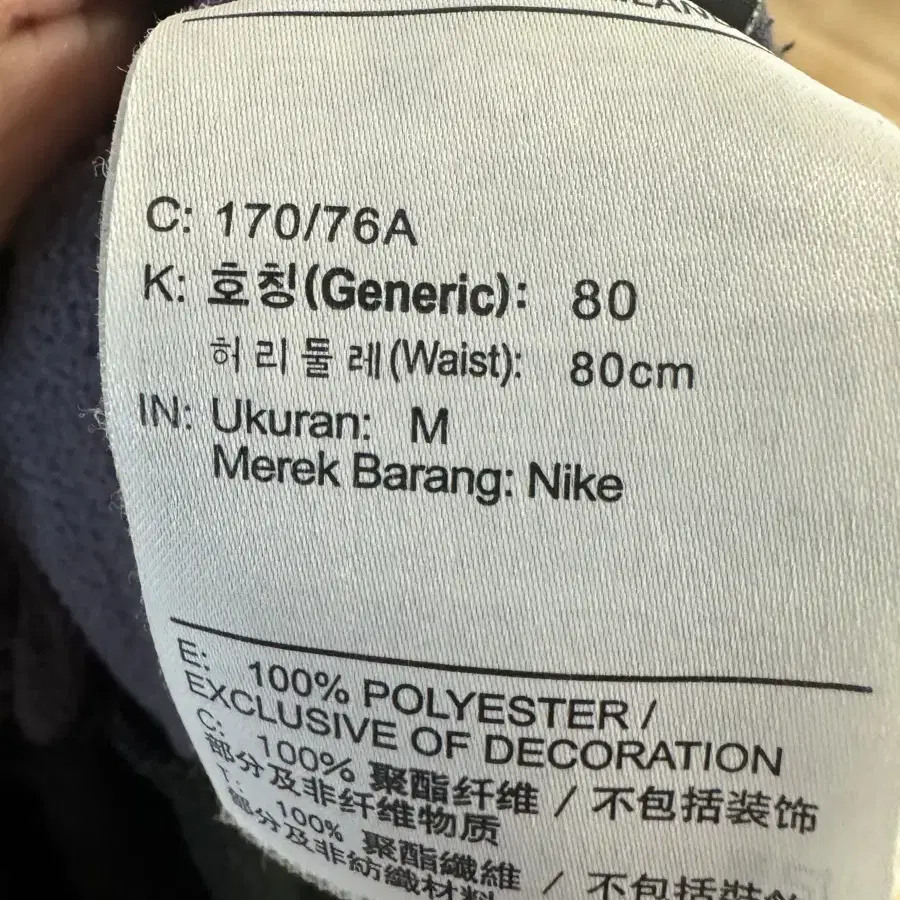 C: 170/76A
K: 호칭(Generic): 80
허리둘레(Waist): 80cm
IN: Ukuran: M
Merek Barang: Nike
E: 100% POLYESTER /
EXCLUSIVE OF DECORATION
C: 100% 聚酯纤维 / 不包括装饰
部分及非纤维物质
T: 100% 聚酯纖維 / 不包括裝飾
部分及非紡織材料